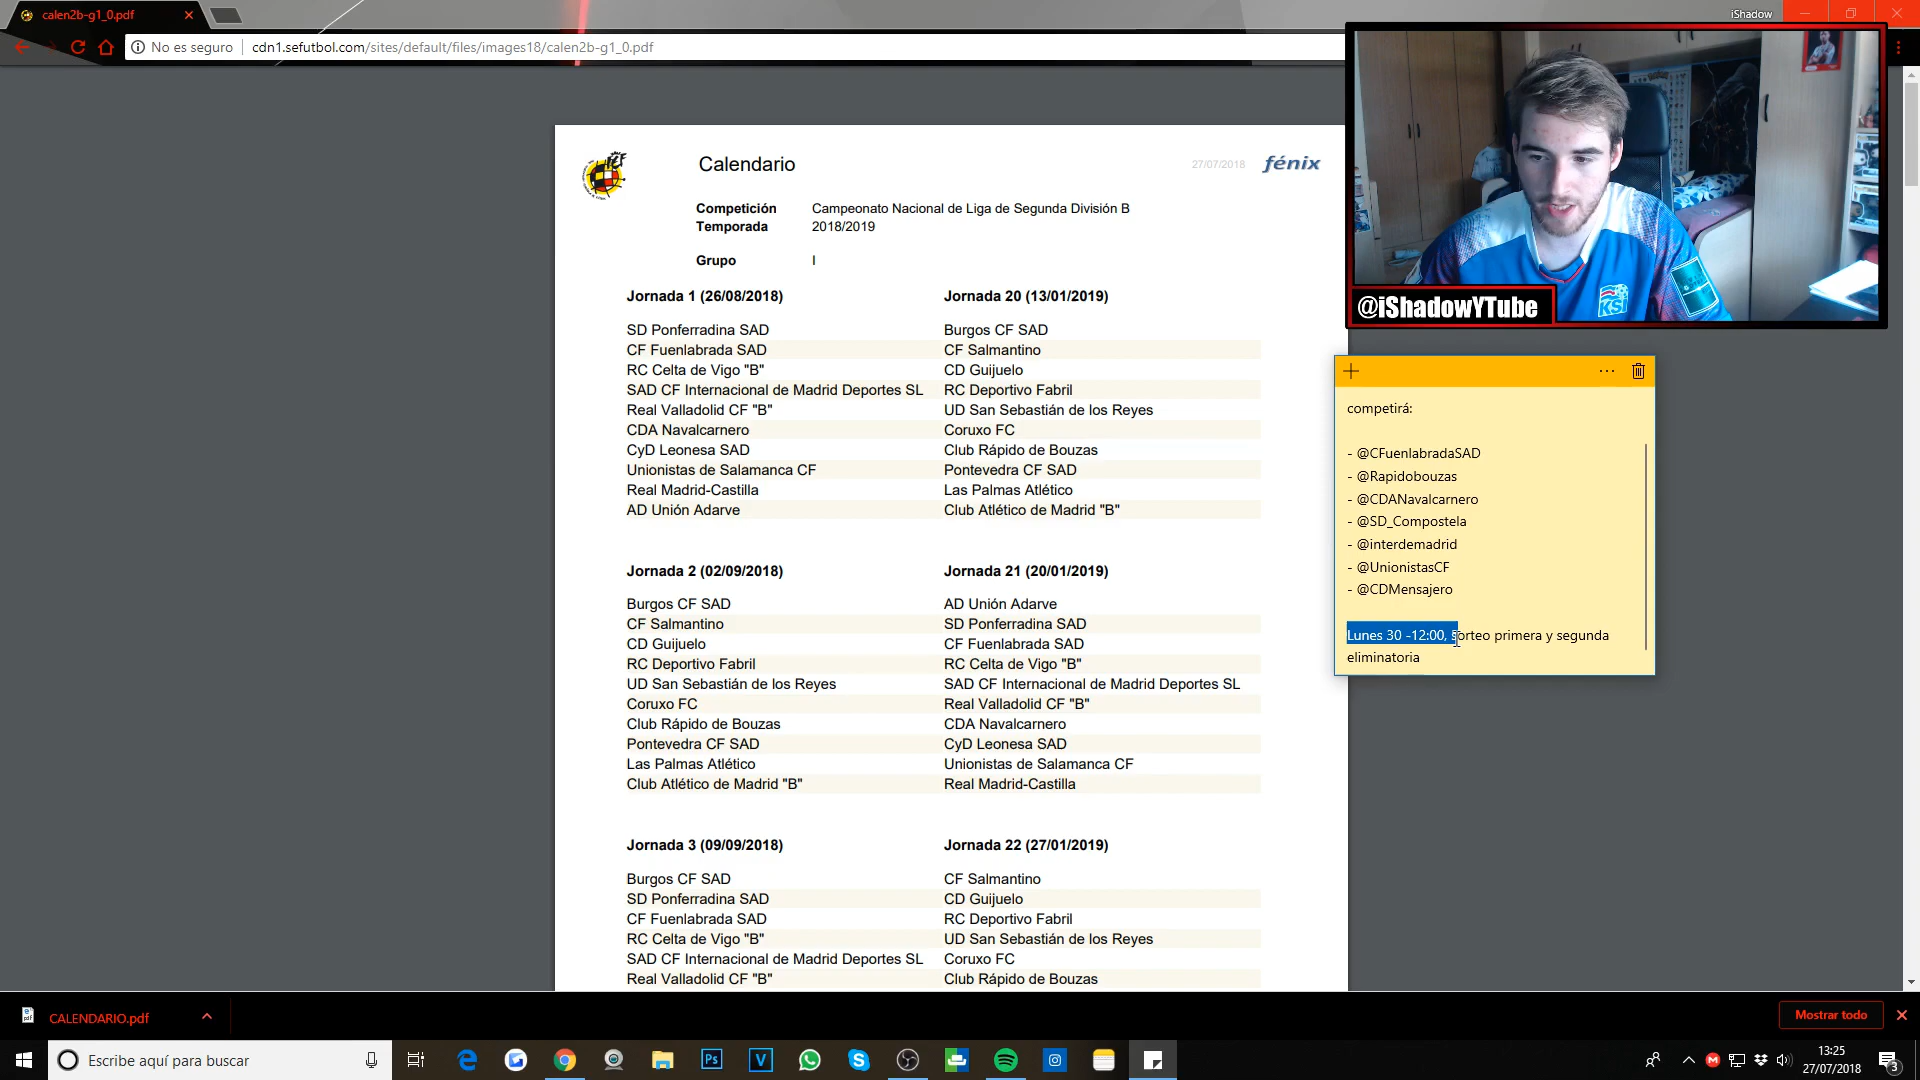 calen2b-g1_0.pdf
iShadow
No es seguro
cdn1.sefutbol.com/sites/default/files/images18/calen2b-g1_0.pdf
Calendario
27/07/2018
fénix
Competición Campeonato Nacional de Liga de Segunda División B
Temporada 2018/2019
Grupo I
Jornada 1 (26/08/2018) Jornada 20 (13/01/2019)
SD Ponferradina SAD Burgos CF SAD
CF Fuenlabrada SAD CF Salmantino
RC Celta de Vigo "B" CD Guijuelo
SAD CF Internacional de Madrid Deportes SL RC Deportivo Fabril
Real Valladolid CF "B" UD San Sebastián de los Reyes
CDA Navalcarnero Coruxo FC
CyD Leonesa SAD Club Rápido de Bouzas
Unionistas de Salamanca CF Pontevedra CF SAD
Real Madrid-Castilla Las Palmas Atlético
AD Unión Adarve Club Atlético de Madrid "B"
Jornada 2 (02/09/2018) Jornada 21 (20/01/2019)
Burgos CF SAD AD Unión Adarve
CF Salmantino SD Ponferradina SAD
CD Guijuelo CF Fuenlabrada SAD
RC Deportivo Fabril RC Celta de Vigo "B"
UD San Sebastián de los Reyes SAD CF Internacional de Madrid Deportes SL
Coruxo FC Real Valladolid CF "B"
Club Rápido de Bouzas CDA Navalcarnero
Pontevedra CF SAD CyD Leonesa SAD
Las Palmas Atlético Unionistas de Salamanca CF
Club Atlético de Madrid "B" Real Madrid-Castilla
Jornada 3 (09/09/2018) Jornada 22 (27/01/2019)
Burgos CF SAD CF Salmantino
SD Ponferradina SAD CD Guijuelo
CF Fuenlabrada SAD RC Deportivo Fabril
RC Celta de Vigo "B" UD San Sebastián de los Reyes
SAD CF Internacional de Madrid Deportes SL Coruxo FC
Real Valladolid CF "B" Club Rápido de Bouzas
@iShadowYTube
competirá:
- @CFuenlabradaSAD
- @Rapidobouzas
- @CDANavalcarnero
- @SD_Compostela
- @interdemadrid
- @UnionistasCF
- @CDMensajero
Lunes 30 -12:00, sorteo primera y segunda
eliminatoria
CALENDARIO.pdf
Mostrar todo
Escribe aquí para buscar
13:25
27/07/2018
3